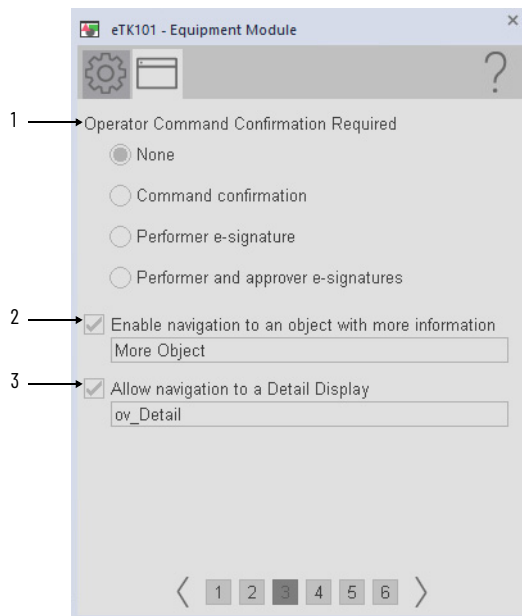 eTK101 - Equipment Module
×
?
1
Operator Command Confirmation Required
None
Command confirmation
Performer e-signature
Performer and approver e-signatures
2
Enable navigation to an object with more information
More Object
3
Allow navigation to a Detail Display
ov_Detail
1 2 3 4 5 6